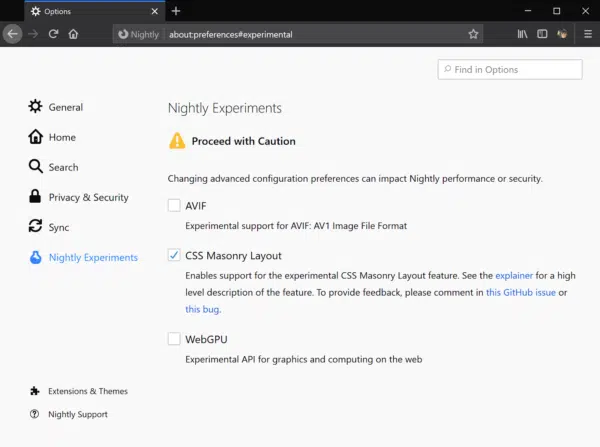 Options
Nightly about:preferences#experimental
Find in Options
General
Home
Search
Privacy & Security
Sync
Nightly Experiments
Extensions & Themes
Nightly Support
Nightly Experiments
Proceed with Caution
Changing advanced configuration preferences can impact Nightly performance or security.
AVIF
Experimental support for AVIF: AV1 Image File Format
CSS Masonry Layout
Enables support for the experimental CSS Masonry Layout feature. See the explainer for a high
level description of the feature. To provide feedback, please comment in this GitHub issue or
this bug.
WebGPU
Experimental API for graphics and computing on the web